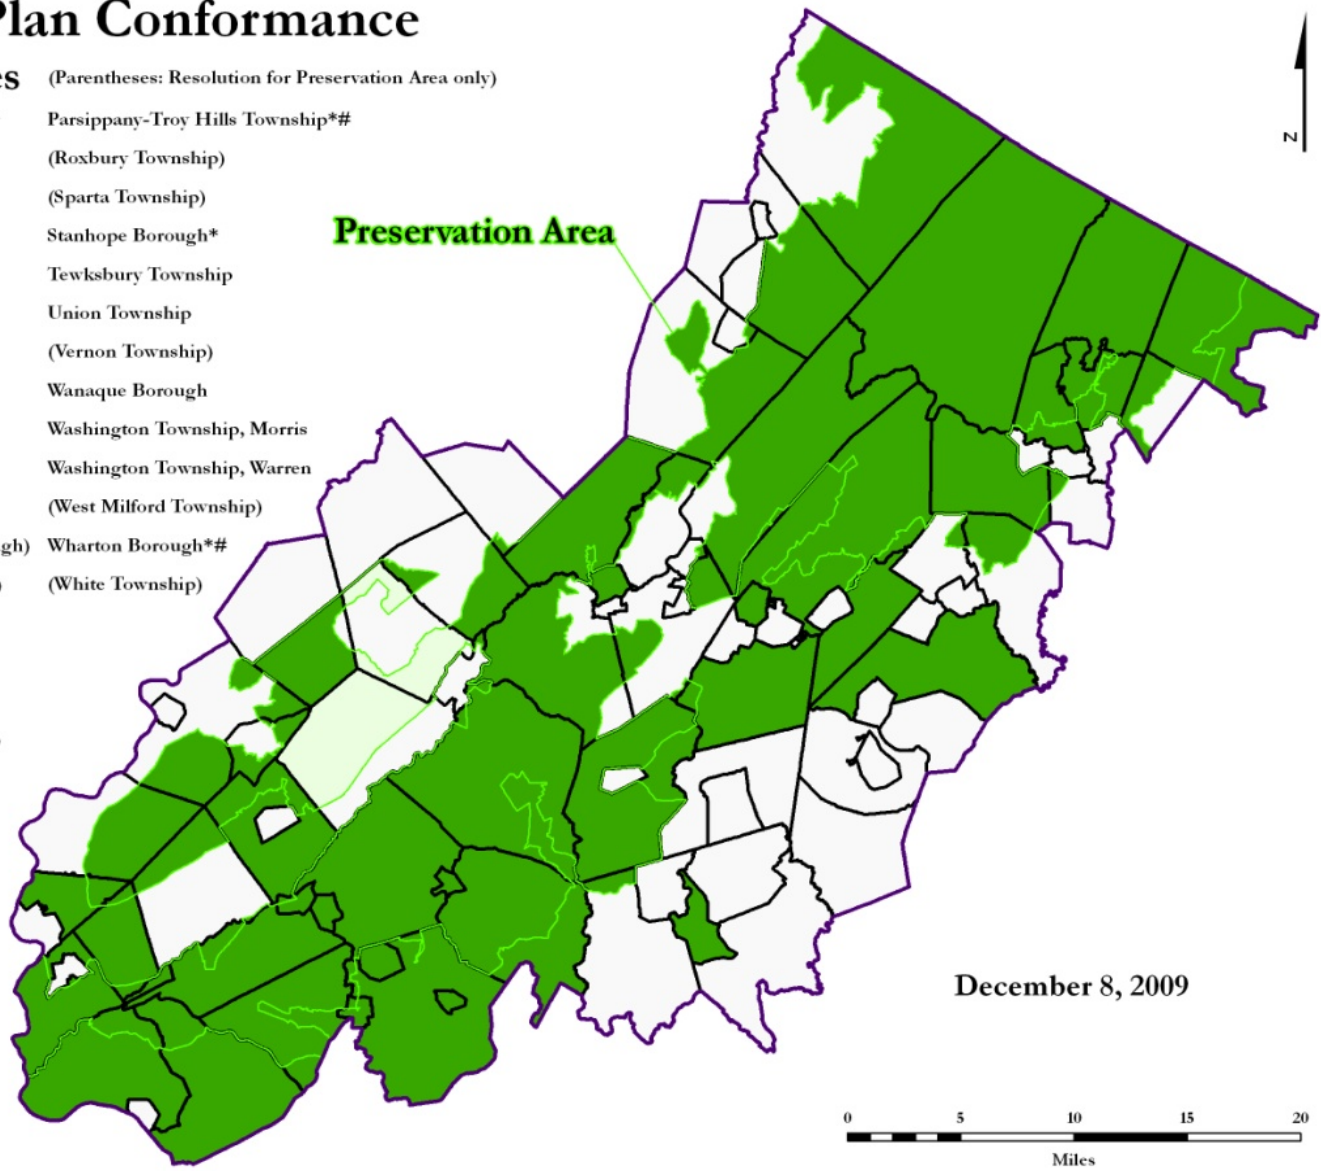 Plan Conformance
es (Parentheses: Resolution for Preservation Area only)
Parsippany-Troy Hills Township*#
(Roxbury Township)
(Sparta Township)
Stanhope Borough*
Tewksbury Township
Union Township
(Vernon Township)
Wanaque Borough
Washington Township, Morris
Washington Township, Warren
(West Milford Township)
gh) Wharton Borough*#
) (White Township)
Preservation Area
N
December 8, 2009
0 5 10 15 20
Miles